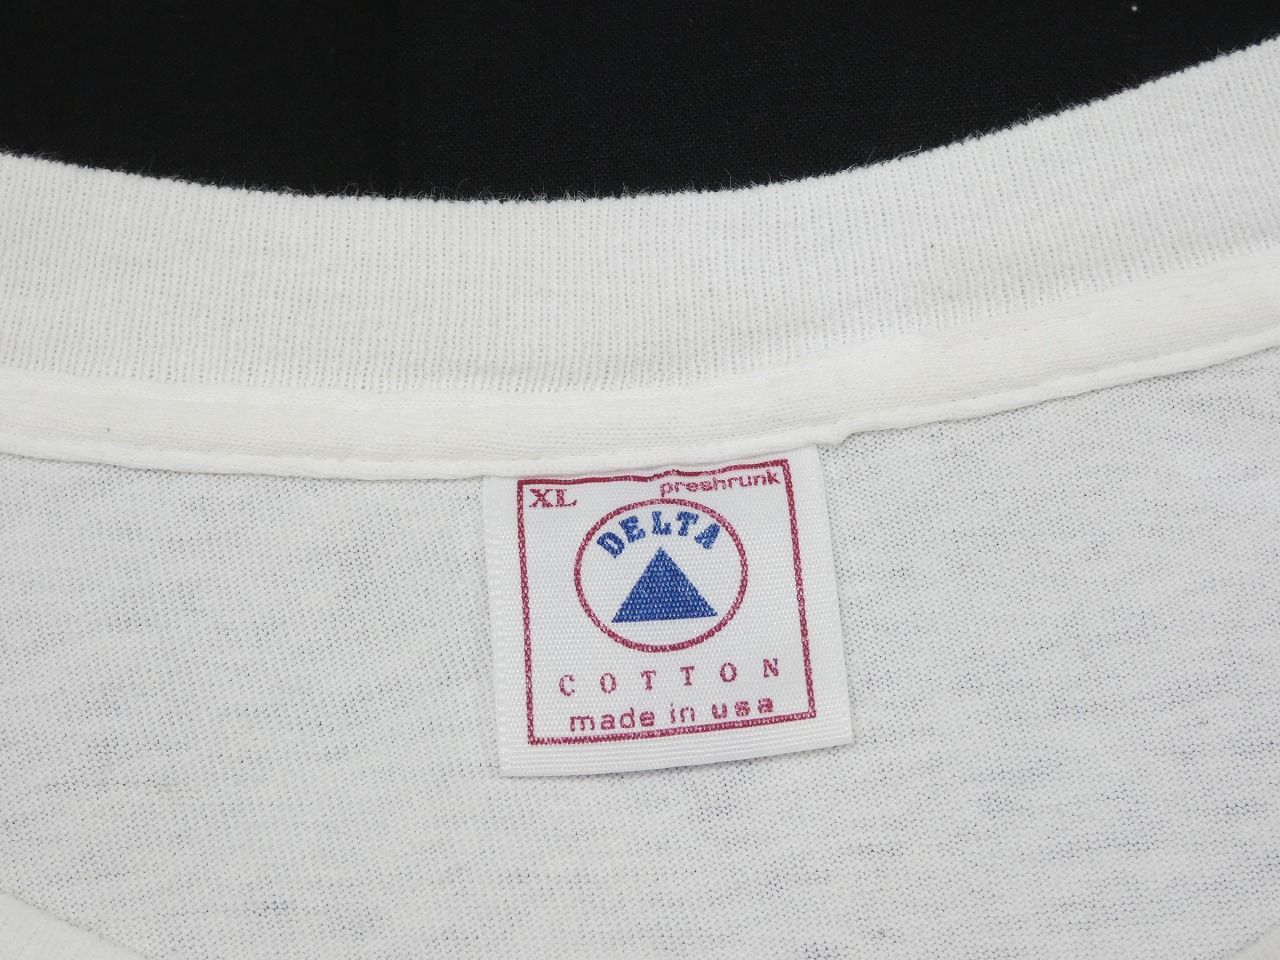 XL preshrunk
DELTA
COTTON
made in usa